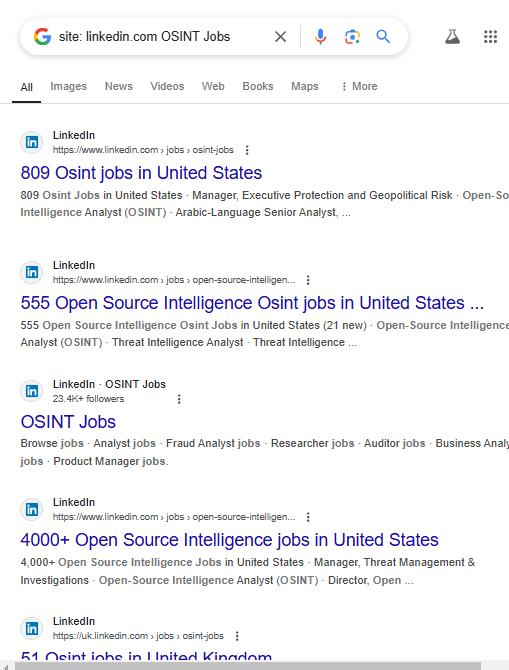 site: linkedin.com OSINT Jobs
All Images News Videos Web Books Maps More
LinkedIn
https://www.linkedin.com › jobs › osint-jobs
809 Osint jobs in United States
809 Osint Jobs in United States · Manager, Executive Protection and Geopolitical Risk · Open-So
Intelligence Analyst (OSINT) · Arabic-Language Senior Analyst, ...
LinkedIn
https://www.linkedin.com › jobs › open-source-intelligen...
555 Open Source Intelligence Osint jobs in United States ...
555 Open Source Intelligence Osint Jobs in United States (21 new) · Open-Source Intelligence
Analyst (OSINT) · Threat Intelligence Analyst · Threat Intelligence ...
LinkedIn · OSINT Jobs
23.4K+ followers
OSINT Jobs
Browse jobs · Analyst jobs · Fraud Analyst jobs · Researcher jobs · Auditor jobs · Business Analy
jobs · Product Manager jobs.
LinkedIn
https://www.linkedin.com › jobs › open-source-intelligen...
4000+ Open Source Intelligence jobs in United States
4,000+ Open Source Intelligence Jobs in United States · Manager, Threat Management &
Investigations · Open-Source Intelligence Analyst (OSINT) · Director, Open ...
LinkedIn
https://uk.linkedin.com › jobs › osint-jobs
51 Osint jobs in United Kingdom